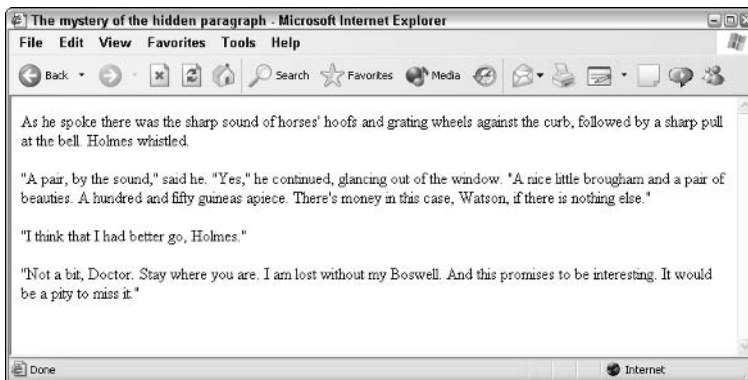 The mystery of the hidden paragraph - Microsoft Internet Explorer
File Edit View Favorites Tools Help
Back Search Favorites Media
As he spoke there was the sharp sound of horses' hoofs and grating wheels against the curb, followed by a sharp pull
at the bell. Holmes whistled.
"A pair, by the sound," said he. "Yes," he continued, glancing out of the window. "A nice little brougham and a pair of
beauties. A hundred and fifty guineas apiece. There's money in this case, Watson, if there is nothing else."
"I think that I had better go, Holmes."
"Not a bit, Doctor. Stay where you are. I am lost without my Boswell. And this promises to be interesting. It would
be a pity to miss it."
Done Internet